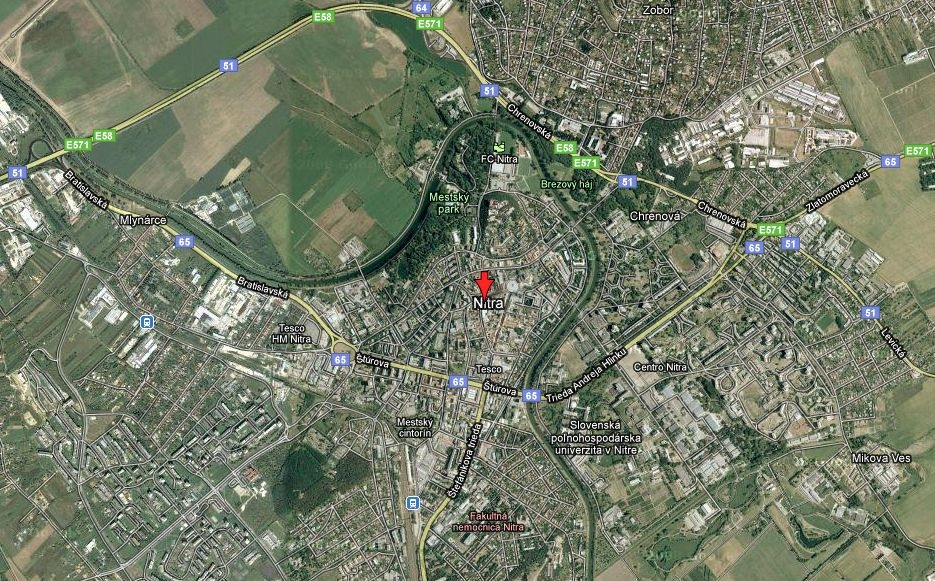 64
Zobor
E58
E571
51
51
Chrenovská
E58
E571
FC Nitra
E58
E571
65
E571
51
Bratislavská
Mestský
park
Brezový háj
51
Zlatomoravecká
Mlynárce
Chrenová
Chrenovská
E571
65
65
51
Bratislavská
Nitra
51
Tesco
HM Nitra
Levická
65
Štúrova
Tesco
65
Štúrova
65
Trieda Andreja Hlinku
Centro Nitra
Mestský
cintorín
Štefánikova trieda
Slovenská
poľnohospodárska
univerzita v Nitre
Mikova Ves
Fakultná
nemocnica Nitra